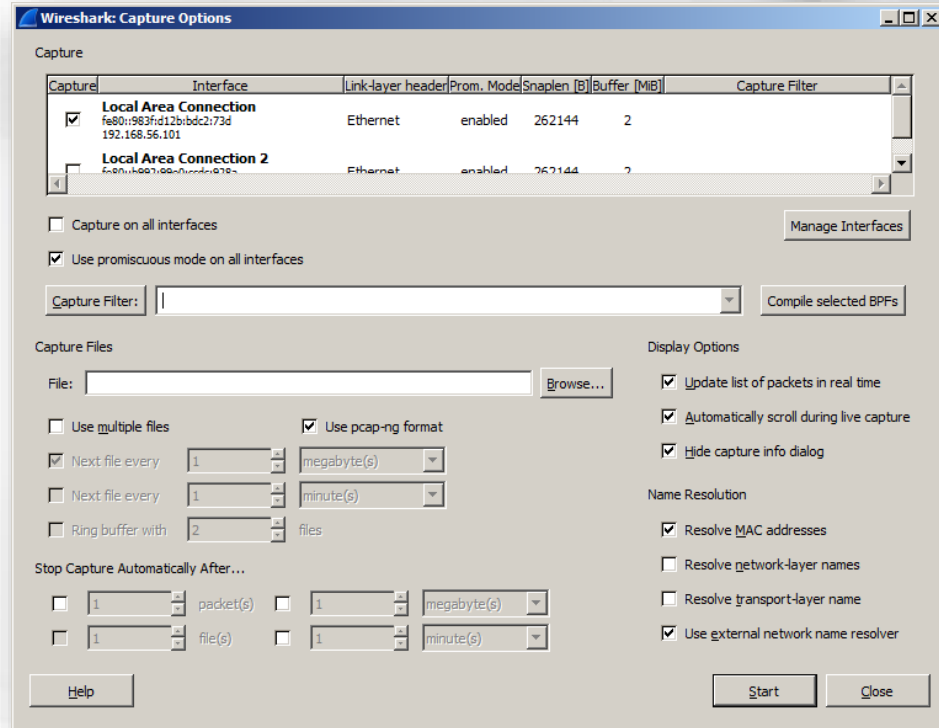 Wireshark: Capture Options
Capture
Capture Interface Link-layer header Prom. Mode Snaplen [B] Buffer [MiB] Capture Filter
Local Area Connection
fe80::983f:d12b:bdc2:73d
192.168.56.101
Ethernet enabled 262144 2
Local Area Connection 2
Ethernet enabled 262144 2
Capture on all interfaces
Manage Interfaces
Use promiscuous mode on all interfaces
Capture Filter:
Compile selected BPFs
Capture Files
Display Options
File:
Browse...
Update list of packets in real time
Use multiple files
Use pcap-ng format
Automatically scroll during live capture
Next file every 1 megabyte(s)
Hide capture info dialog
Next file every 1 minute(s)
Name Resolution
Ring buffer with 2 files
Resolve MAC addresses
Stop Capture Automatically After...
Resolve network-layer names
1 packet(s) 1 megabyte(s)
Resolve transport-layer name
1 file(s) 1 minute(s)
Use external network name resolver
Help
Start
Close